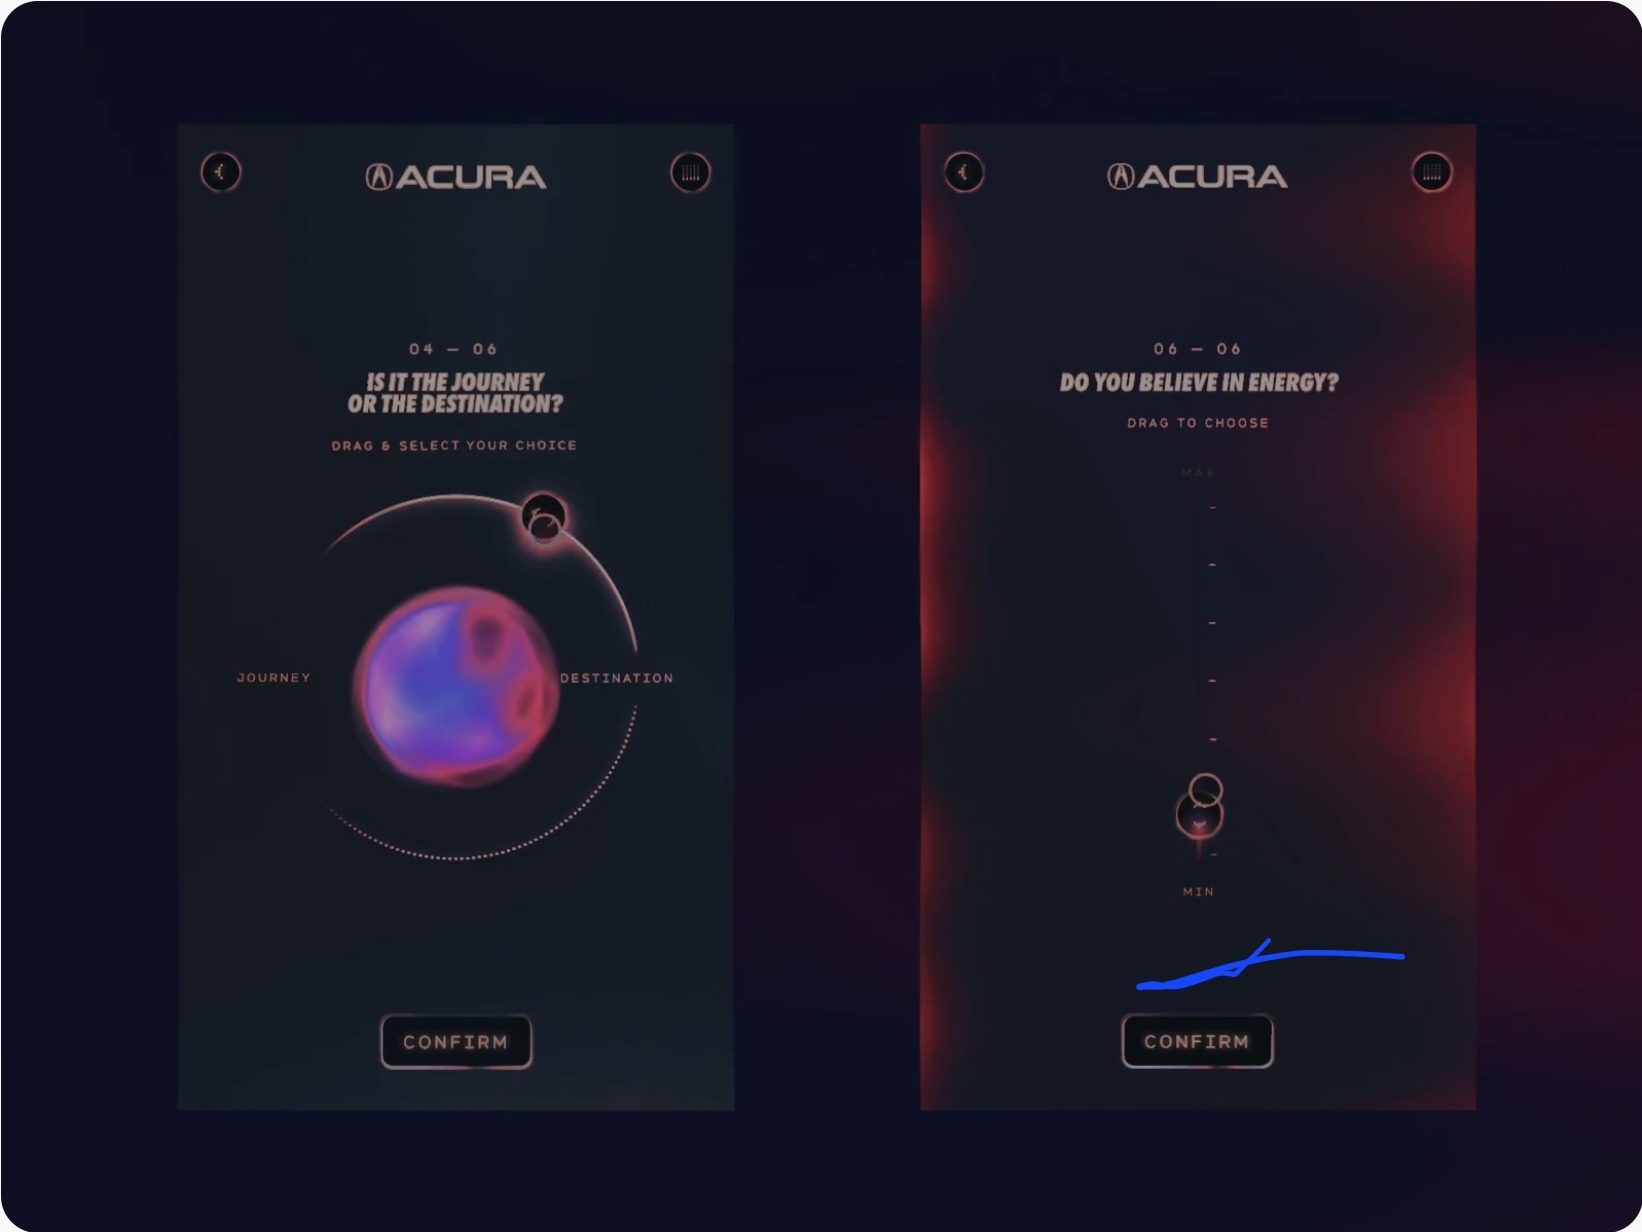 ACURA
04 — 06
IS IT THE JOURNEY
OR THE DESTINATION?
DRAG & SELECT YOUR CHOICE
JOURNEY
DESTINATION
CONFIRM
ACURA
06 — 06
DO YOU BELIEVE IN ENERGY?
DRAG TO CHOOSE
MAX
MIN
CONFIRM